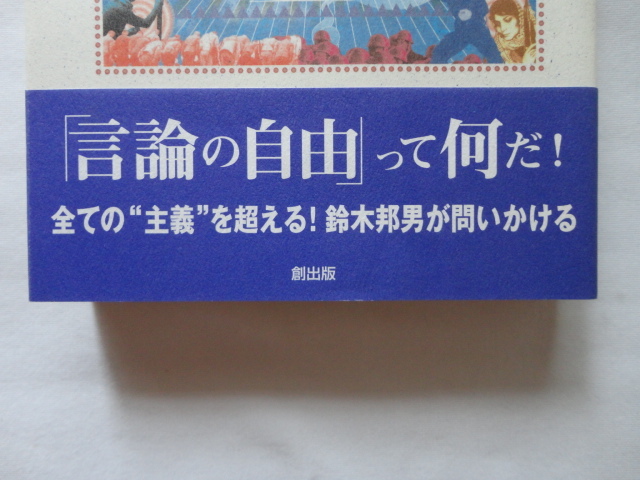 「言論の自由」って何だ!
全ての“主義”を超える!鈴木邦男が問いかける
創出版